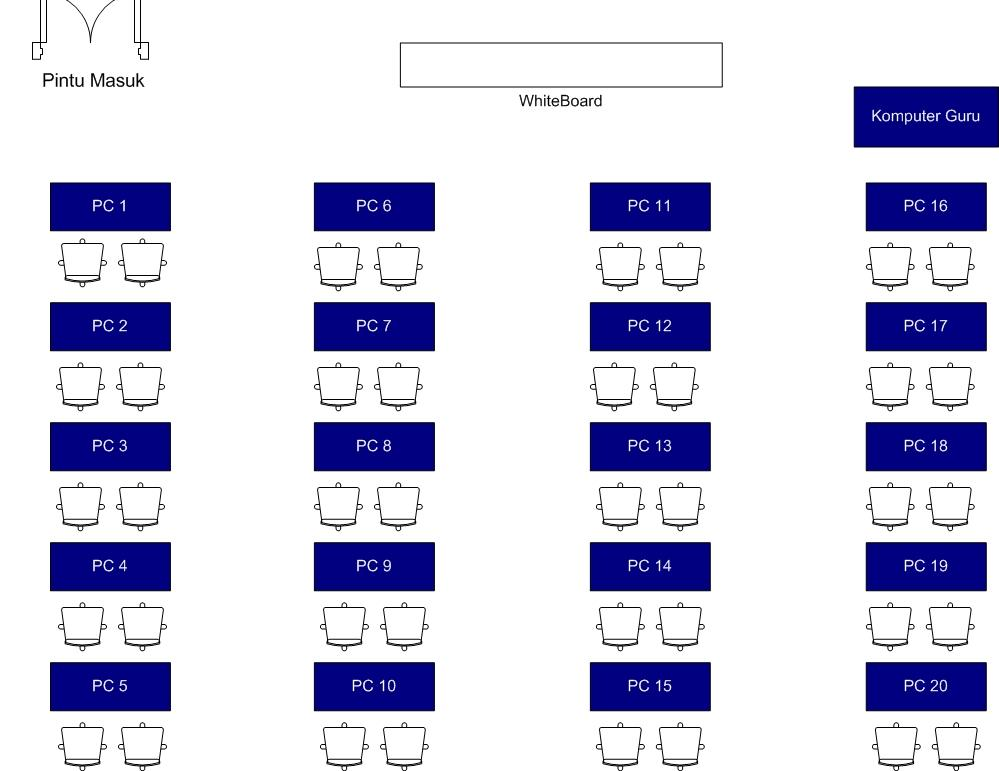 Pintu Masuk
WhiteBoard
Komputer Guru
PC 1
PC 6
PC 11
PC 16
PC 2
PC 7
PC 12
PC 17
PC 3
PC 8
PC 13
PC 18
PC 4
PC 9
PC 14
PC 19
PC 5
PC 10
PC 15
PC 20